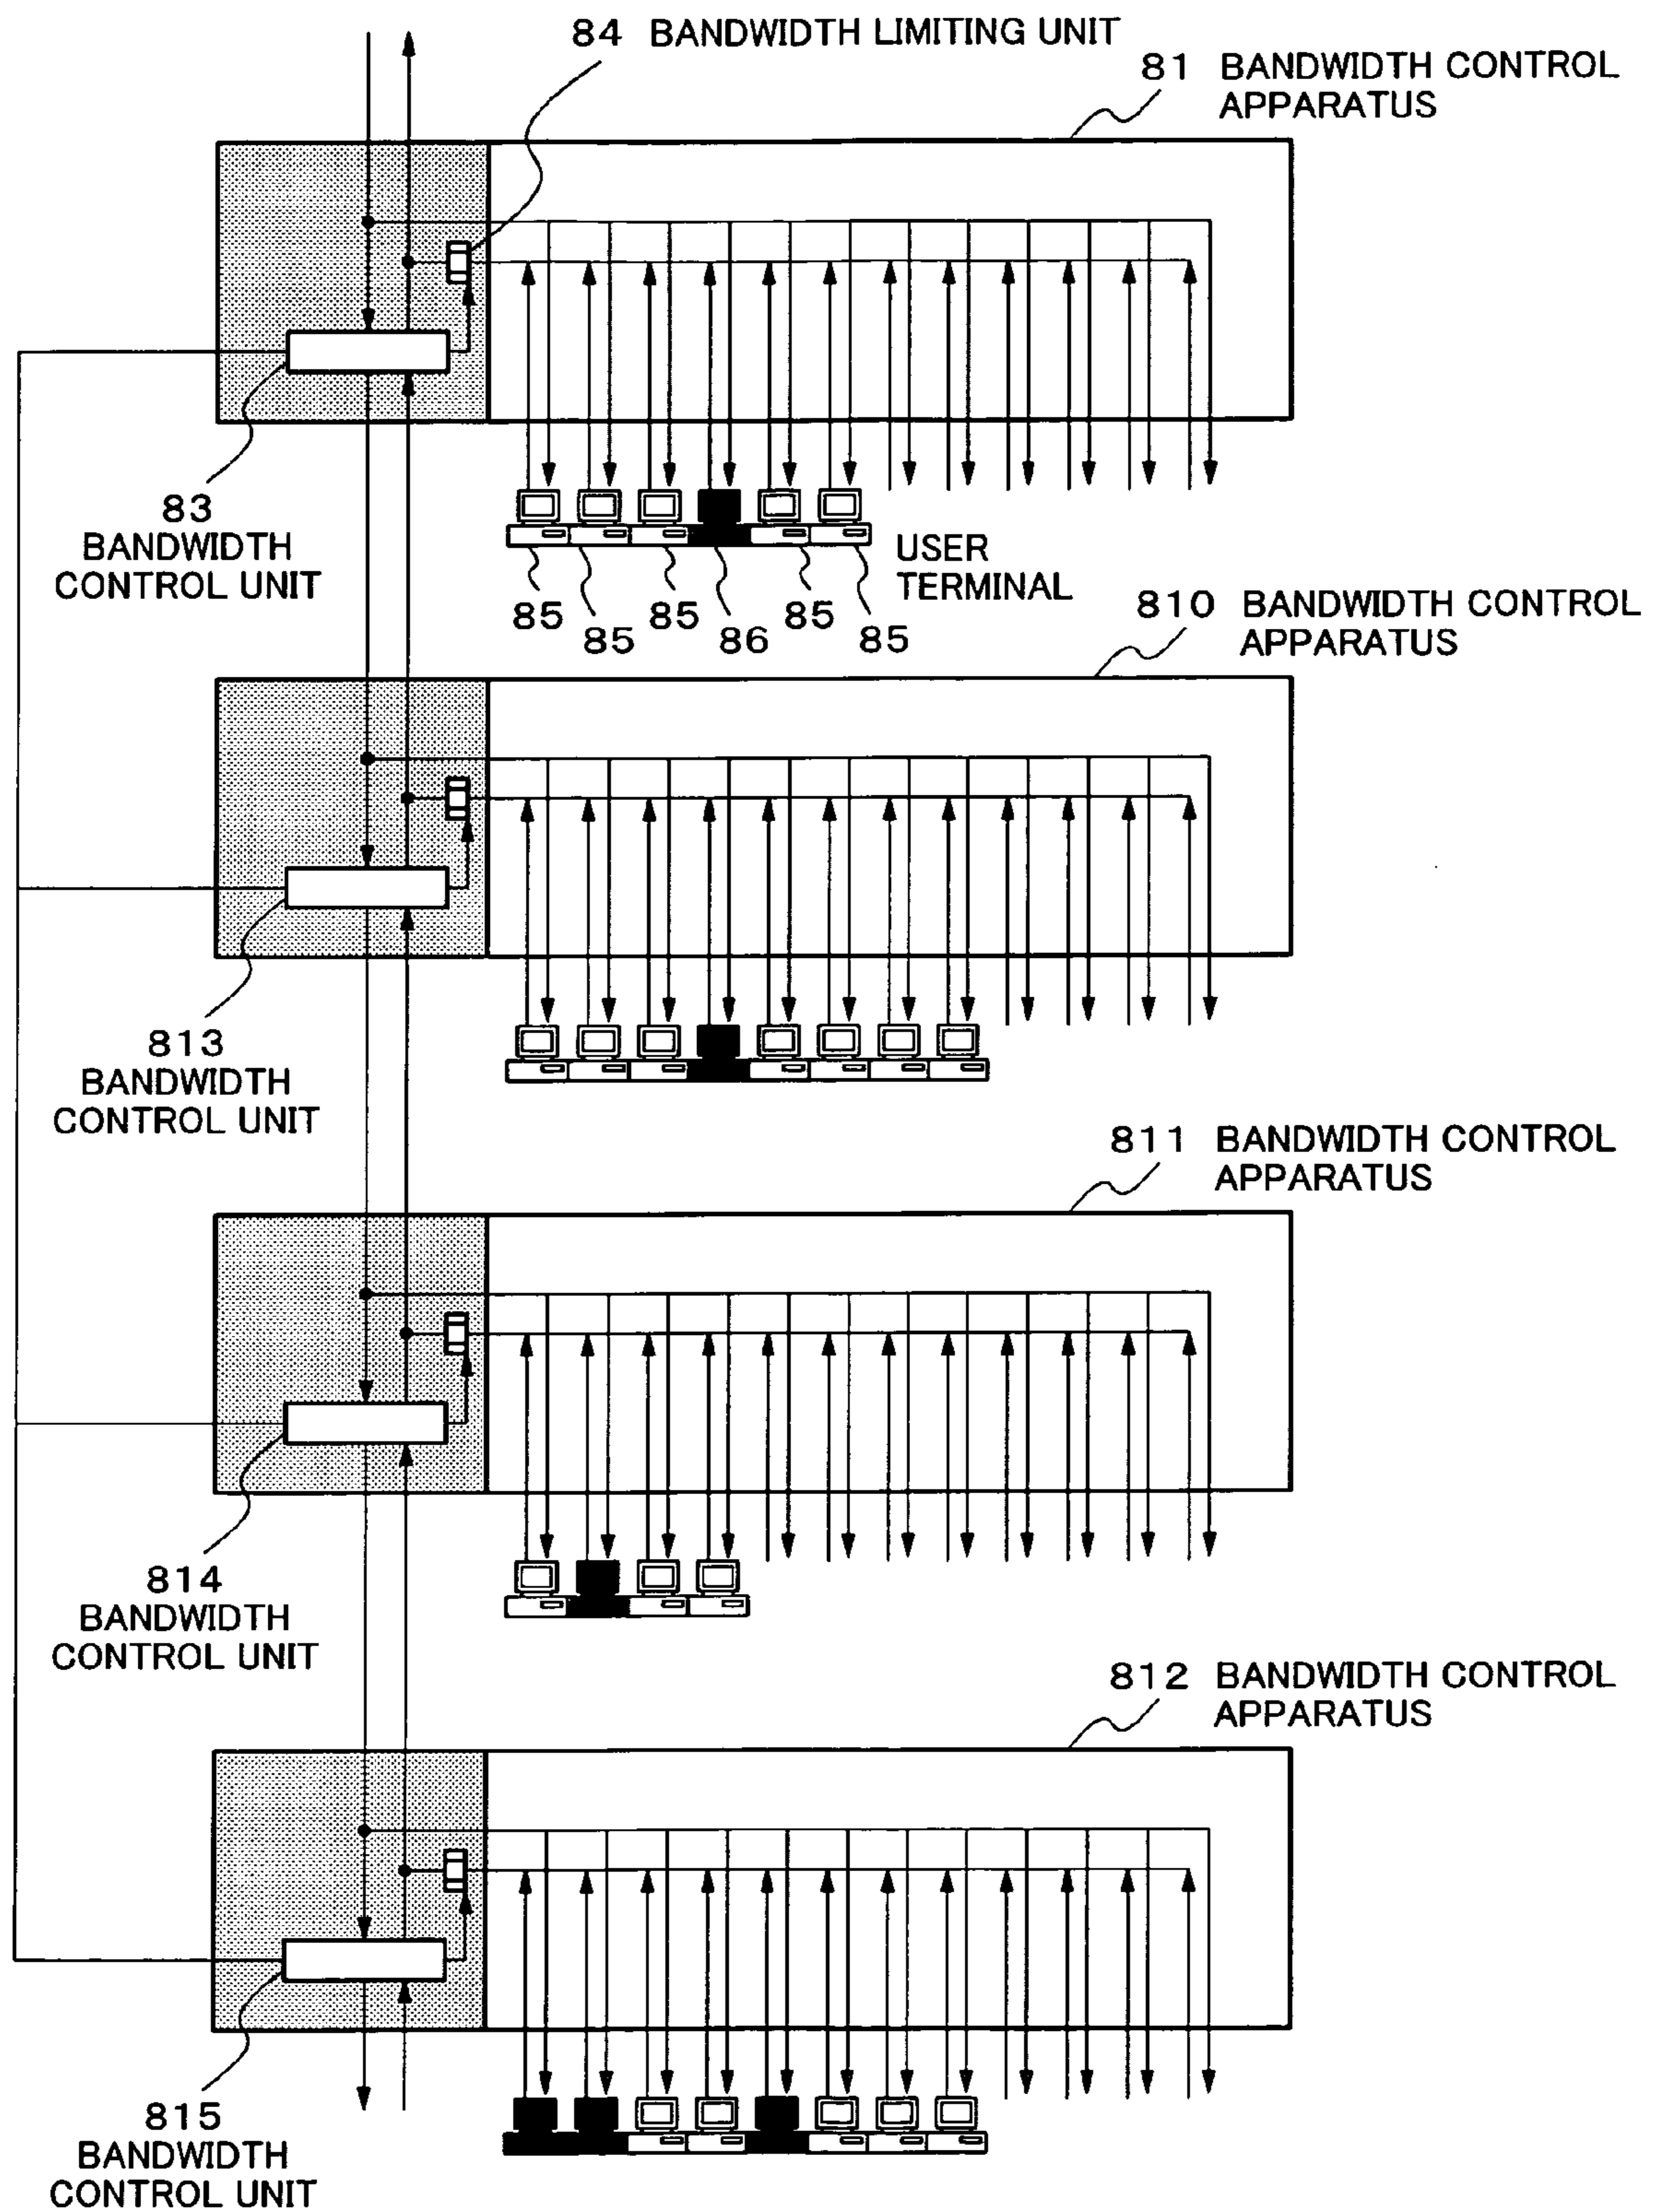 84 BANDWIDTH LIMITING UNIT
81 BANDWIDTH CONTROL
APPARATUS
83
BANDWIDTH
CONTROL UNIT
USER
TERMINAL
85
85
85
86
85
85
810 BANDWIDTH CONTROL
APPARATUS
813
BANDWIDTH
CONTROL UNIT
811 BANDWIDTH CONTROL
APPARATUS
814
BANDWIDTH
CONTROL UNIT
812 BANDWIDTH CONTROL
APPARATUS
815
BANDWIDTH
CONTROL UNIT